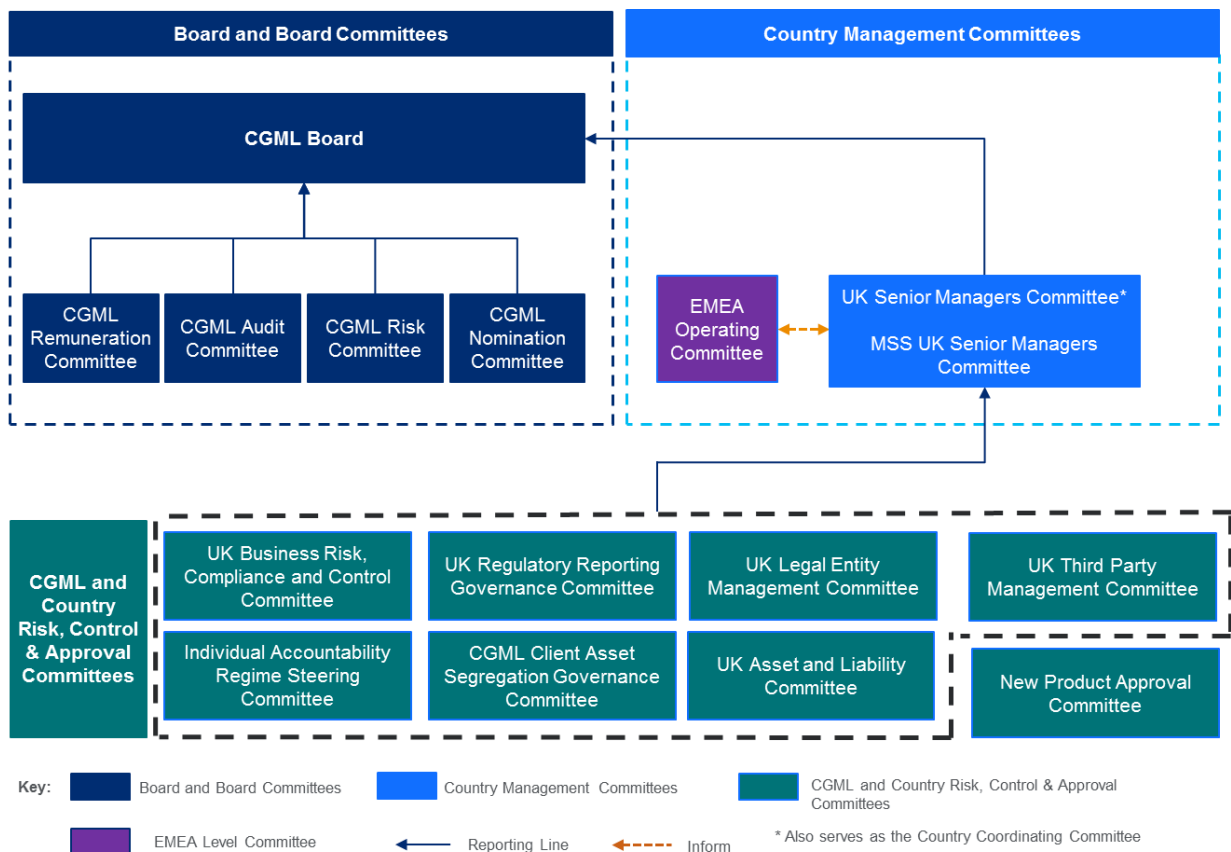 Board and Board Committees
Country Management Committees
CGML Board
CGML
Remuneration
Committee
CGML Audit
Committee
CGML Risk
Committee
CGML
Nomination
Committee
EMEA
Operating
Committee
UK Senior Managers Committee*
MSS UK Senior Managers
Committee
CGML and
Country
Risk, Control
& Approval
Committees
UK Business Risk,
Compliance and Control
Committee
UK Regulatory Reporting
Governance Committee
UK Legal Entity
Management Committee
UK Third Party
Management Committee
Individual Accountability
Regime Steering
Committee
CGML Client Asset
Segregation Governance
Committee
UK Asset and Liability
Committee
New Product Approval
Committee
Key:
Board and Board Committees
Country Management Committees
CGML and Country Risk, Control & Approval
Committees
EMEA Level Committee
Reporting Line
Inform
* Also serves as the Country Coordinating Committee